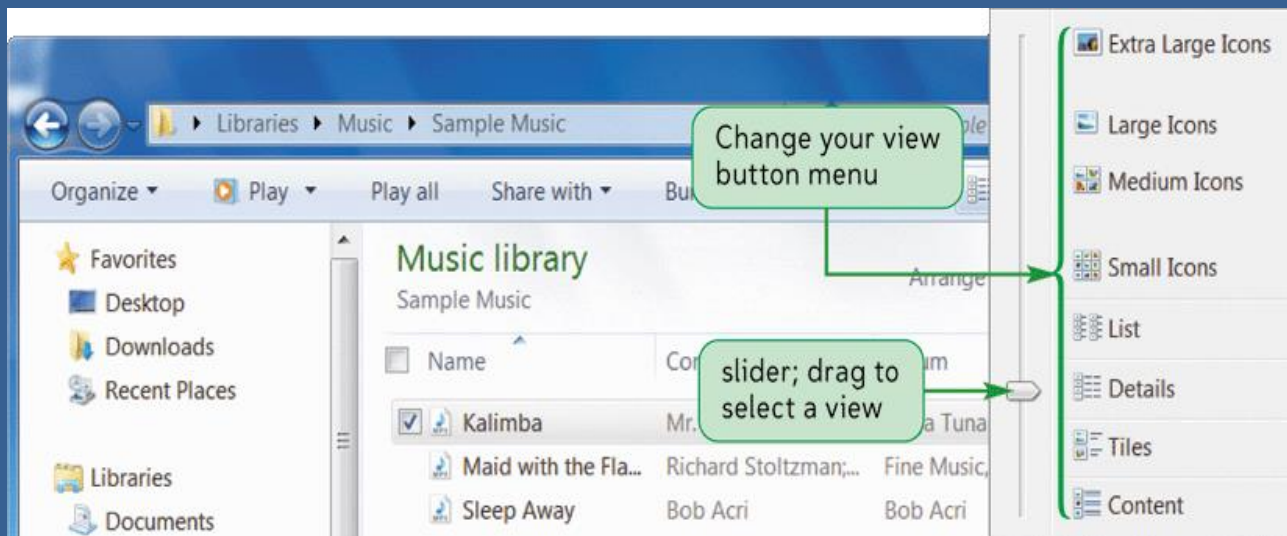 Libraries Music Sample Music
Organize Play Play all Share with
Change your view
button menu
Favorites
Desktop
Downloads
Recent Places
Libraries
Documents
Music library
Sample Music
Name
Kalimba Mr.
Maid with the Fla... Richard Stoltzman;... Fine Music,
Sleep Away Bob Acri Bob Acri
slider; drag to
select a view
Extra Large Icons
Large Icons
Medium Icons
Small Icons
List
Details
Tiles
Content